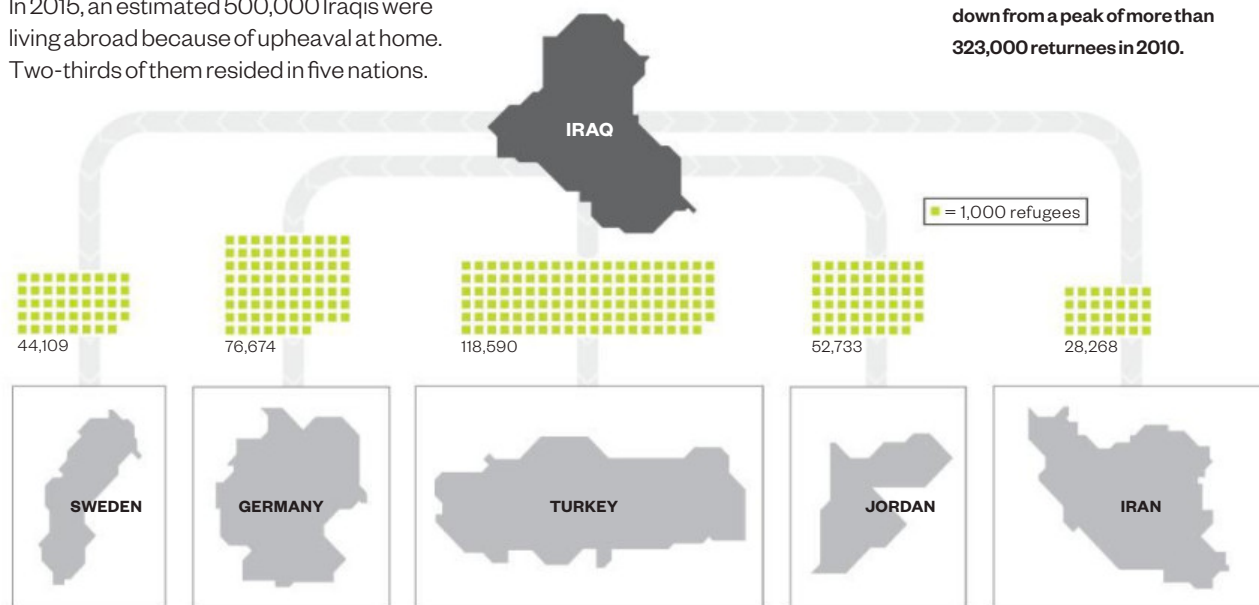 In 2015, an estimated 500,000 Iraqis were
living abroad because of upheaval at home.
Two-thirds of them resided in five nations.
down from a peak of more than
323,000 returnees in 2010.
IRAQ
= 1,000 refugees
44,109
76,674
118,590
52,733
28,268
SWEDEN
GERMANY
TURKEY
JORDAN
IRAN